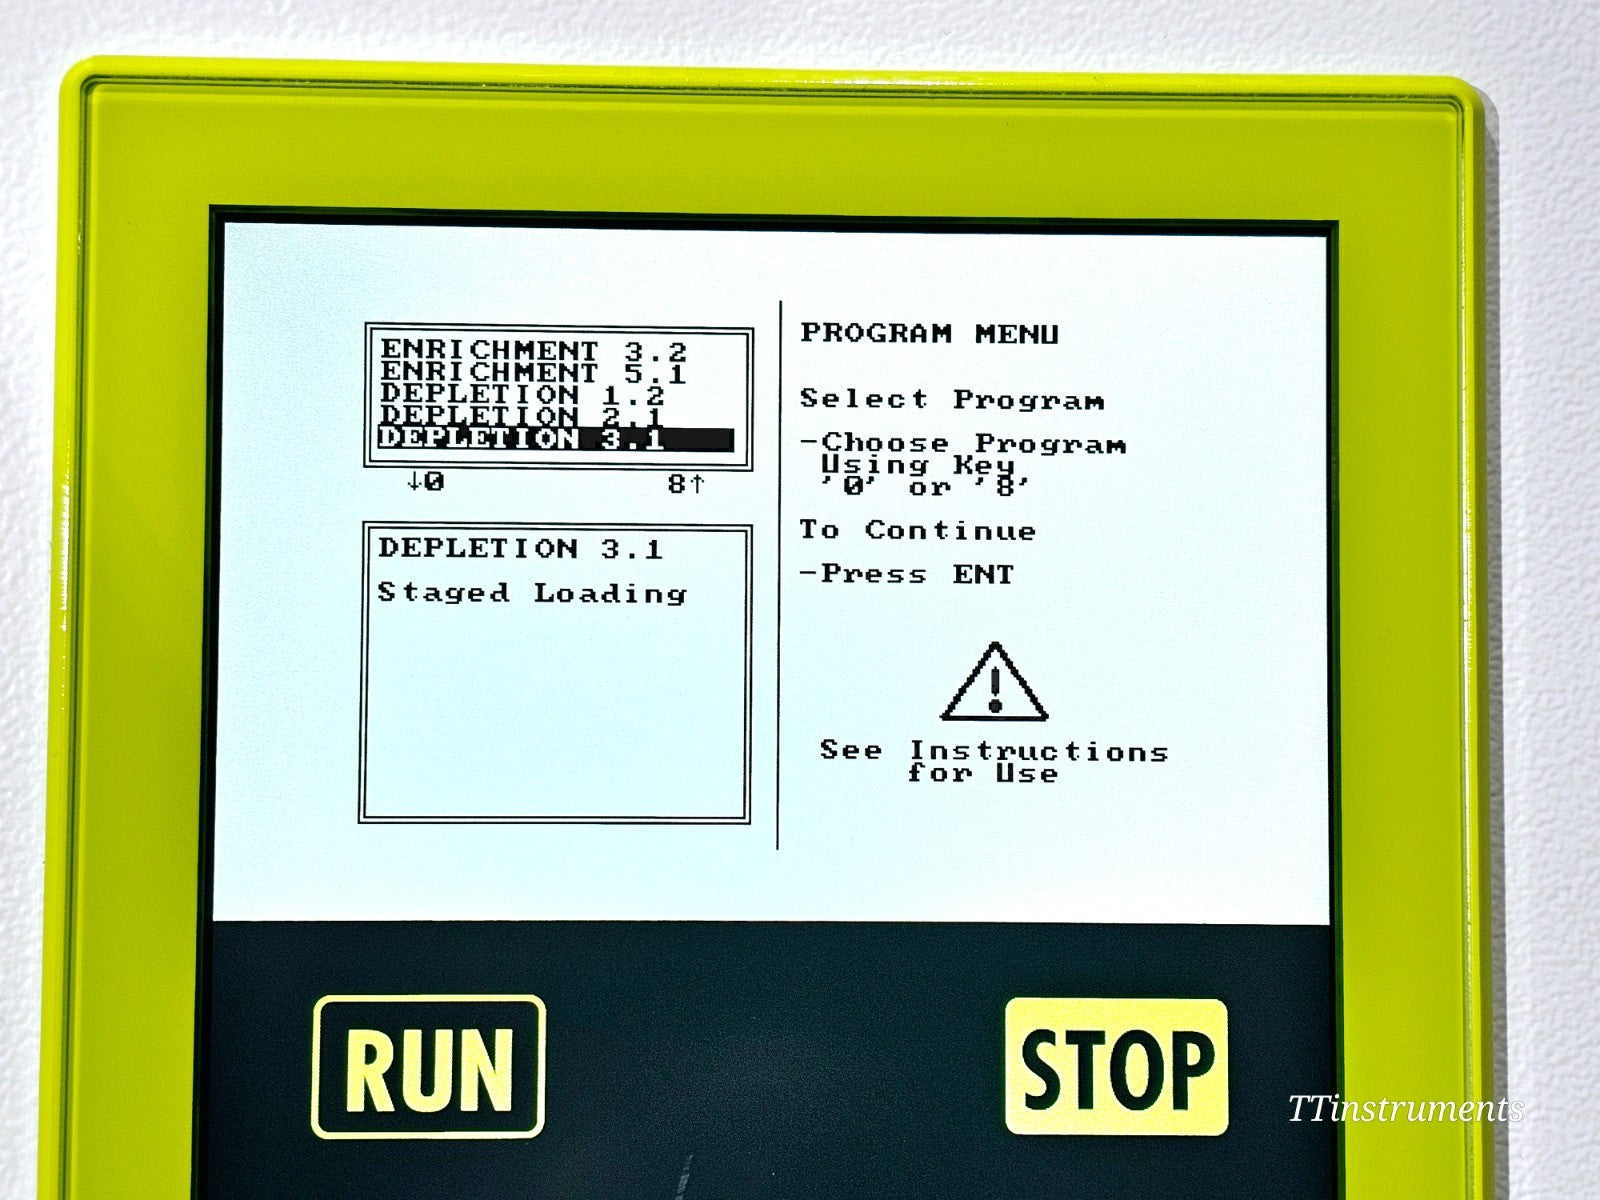 ENRICHMENT 3.2
ENRICHMENT 5.1
DEPLETION 1.2
DEPLETION 2.1
DEPLETION 3.1
↓0 8↑
DEPLETION 3.1
Staged Loading
PROGRAM MENU
Select Program
-Choose Program
Using Key
'0' or '8'
To Continue
-Press ENT
!
See Instructions
for Use
RUN
STOP
TTinstruments